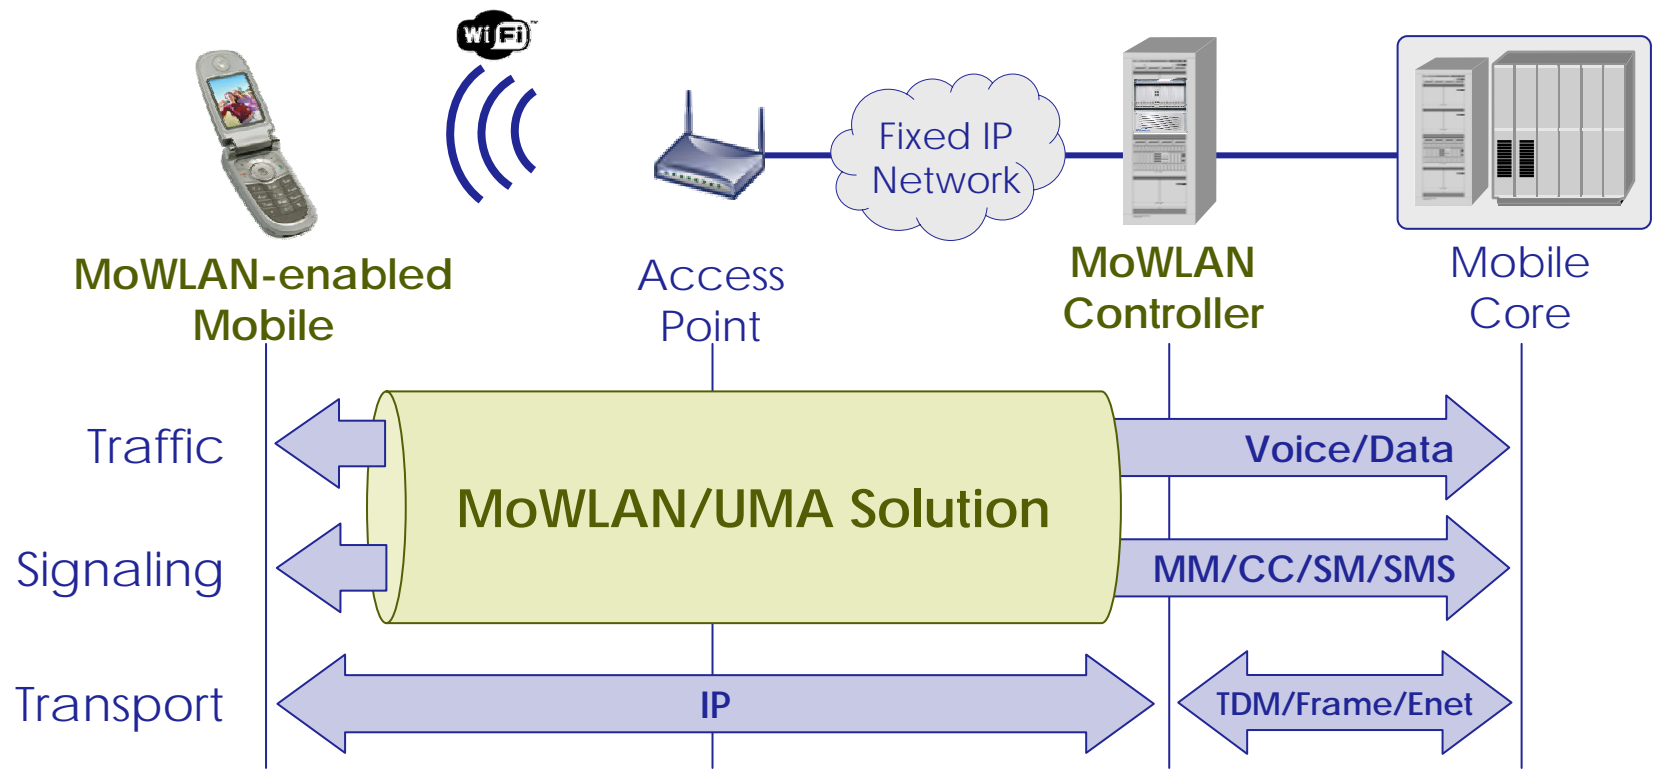 Wi Fi
Fixed IP
Network
MoWLAN-enabled
Mobile
Access
Point
MoWLAN
Controller
Mobile
Core
Traffic
Voice/Data
MoWLAN/UMA Solution
Signaling
MM/CC/SM/SMS
Transport
IP
TDM/Frame/Enet